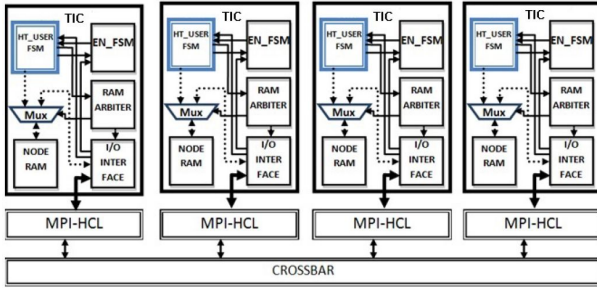 TIC
HT_USER
FSM
EN_FSM
RAM
ARBITER
Mux
NODE
RAM
I/O
INTER
FACE
MPI-HCL
TIC
HT_USER
FSM
EN_FSM
RAM
ARBITER
Mux
NODE
RAM
I/O
INTER
FACE
MPI-HCL
TIC
HT_USER
FSM
EN_FSM
RAM
ARBITER
Mux
NODE
RAM
I/O
INTER
FACE
MPI-HCL
TIC
HT_USER
FSM
EN_FSM
RAM
ARBITER
Mux
NODE
RAM
I/O
INTER
FACE
MPI-HCL
CROSSBAR